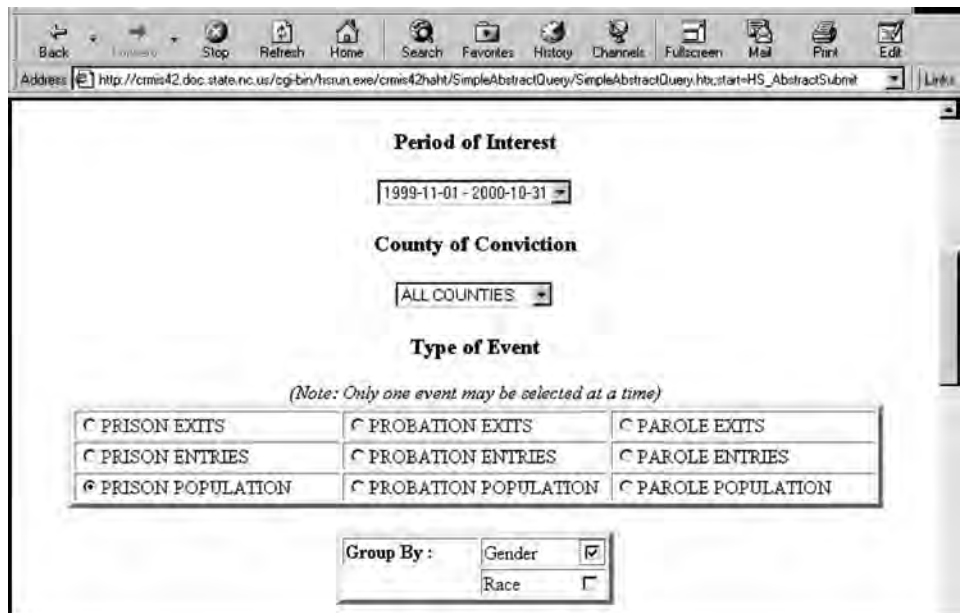 Back Forward Stop Refresh Home Search Favorites History Channels Fullscreen Mail Print Edit
Address http://crmis42.doc.state.nc.us/cgi-bin/hsrun.exe/crmis42haht/SimpleAbstractQuery/SimpleAbstractQuery.htx;start=HS_AbstractSubmit Links
Period of Interest
1999-11-01 - 2000-10-31
County of Conviction
ALL COUNTIES
Type of Event
(Note: Only one event may be selected at a time)
PRISON EXITS PROBATION EXITS PAROLE EXITS
PRISON ENTRIES PROBATION ENTRIES PAROLE ENTRIES
PRISON POPULATION PROBATION POPULATION PAROLE POPULATION
Group By : Gender
Race